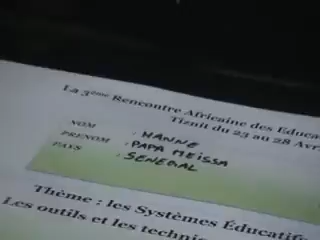 La 3ème Rencontre Africaine des Educa
Tiznit du 23 au 28 Avr
NOM : HANNE
PRENOM : PAPA MEISSA
PAYS : SENEGAL
Thème : les Systèmes Éducatifs
Les outils et les techni